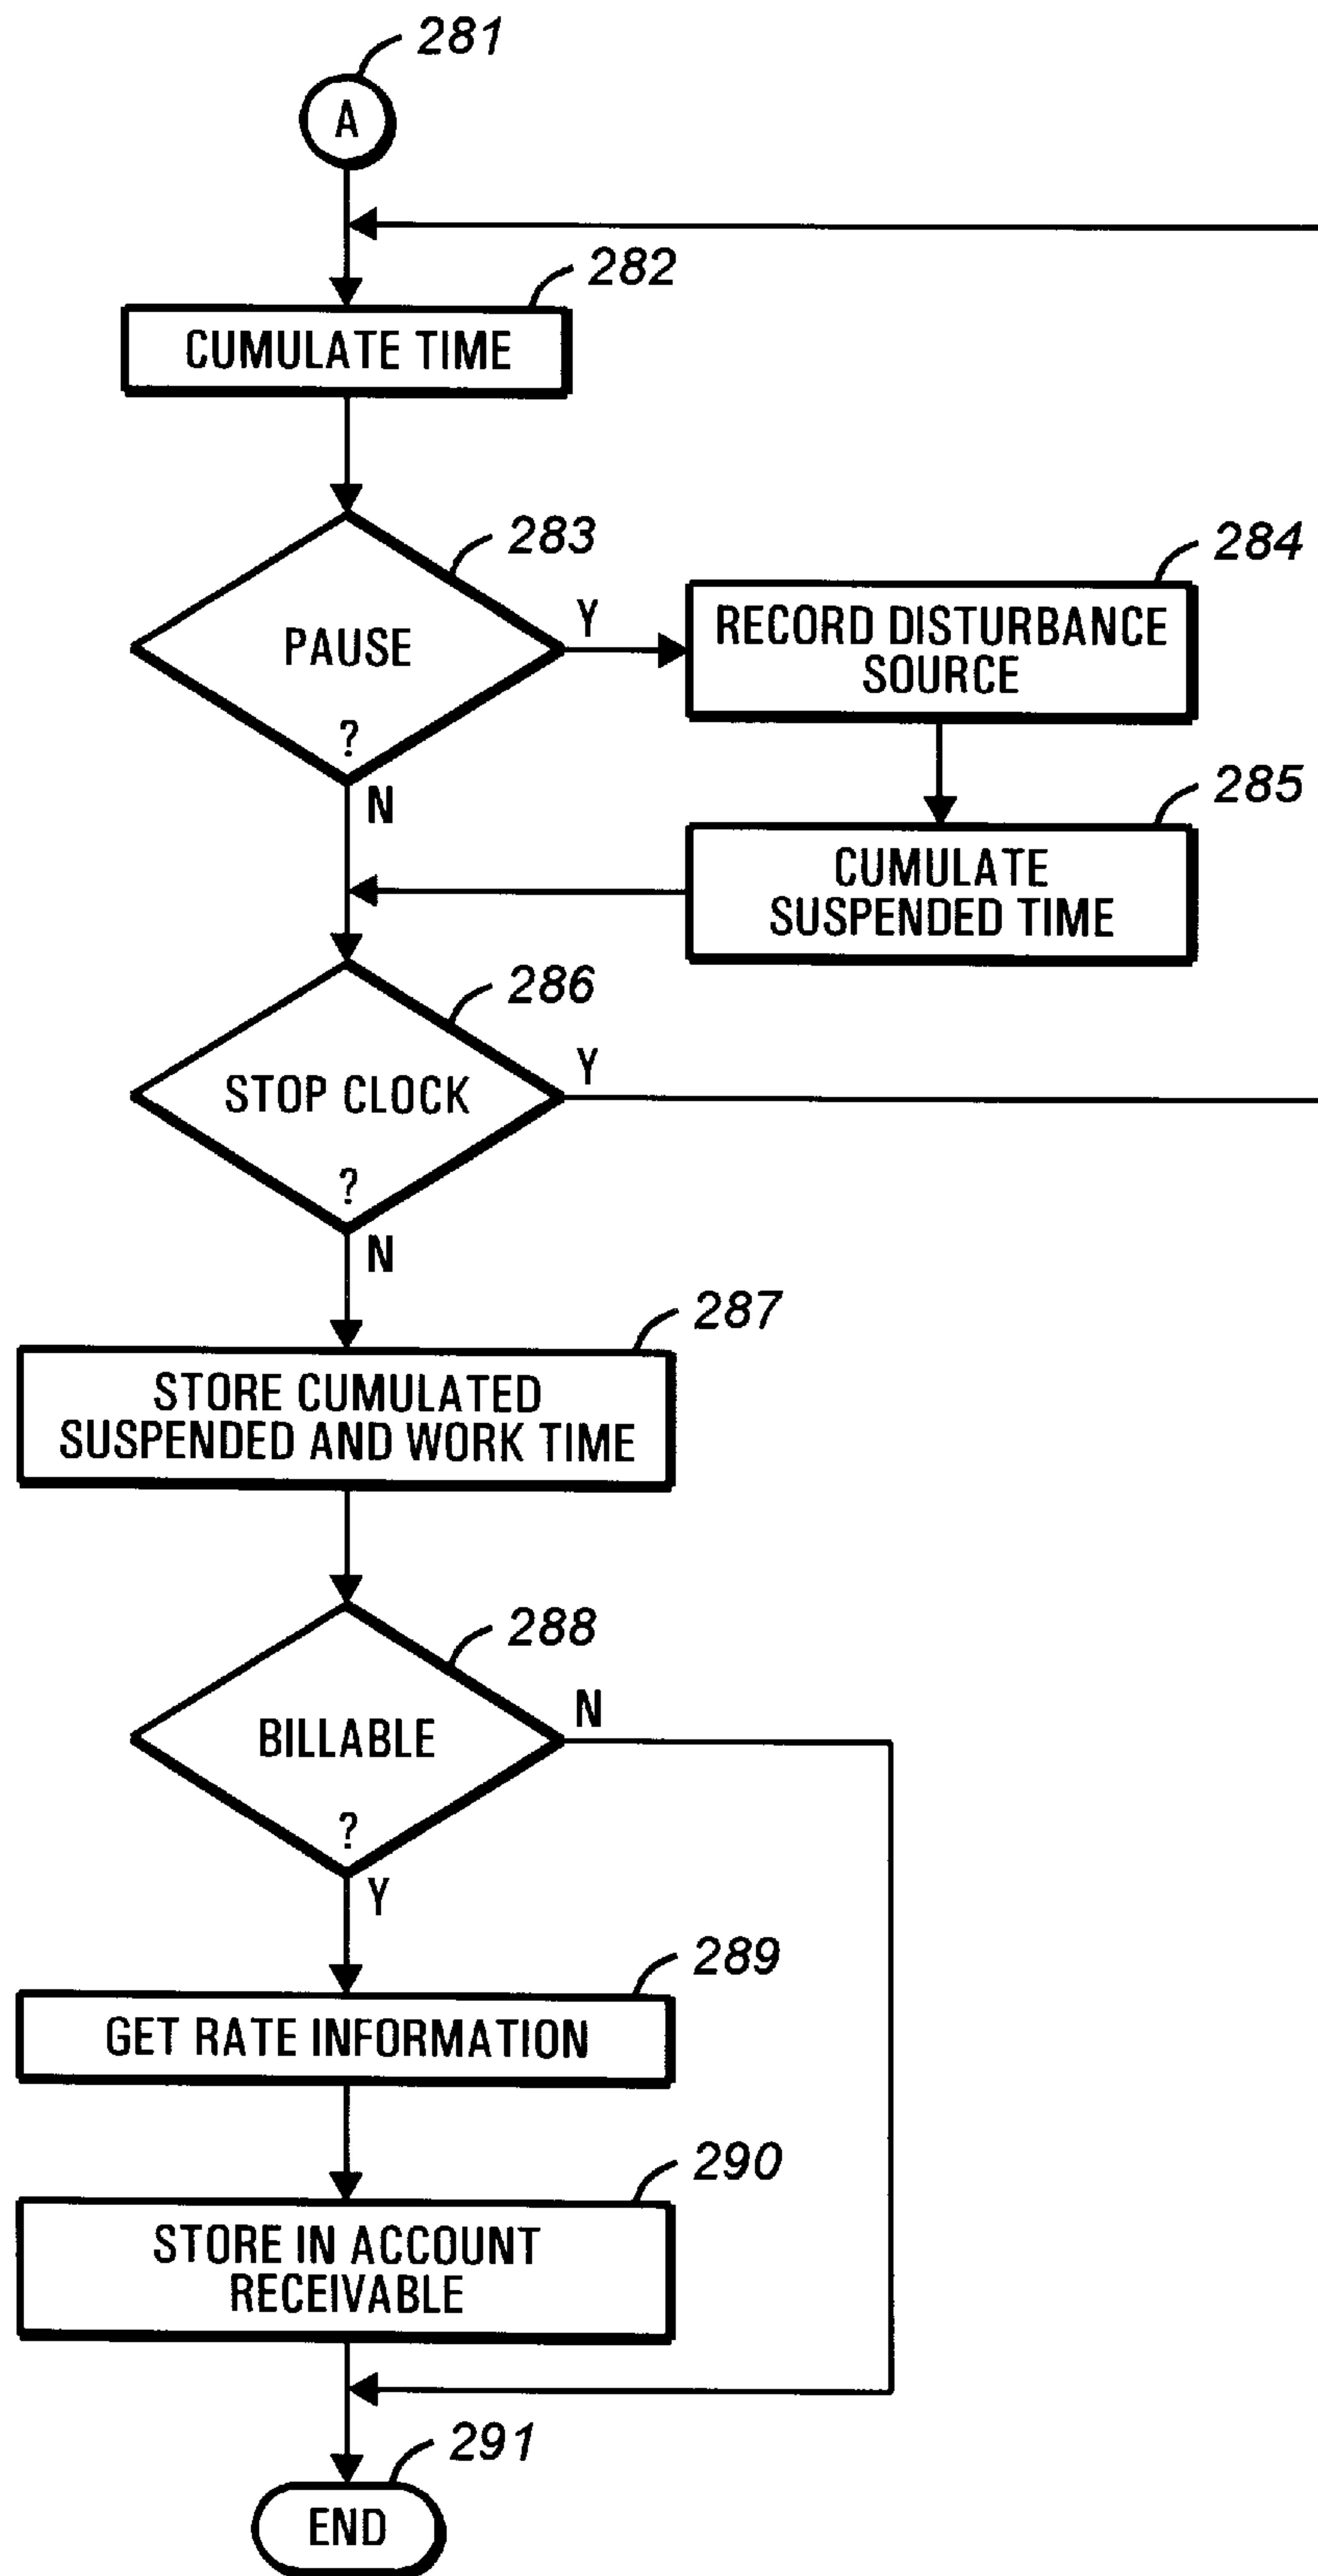 281
A
282
CUMULATE TIME
283
PAUSE
?
Y
N
284
RECORD DISTURBANCE
SOURCE
285
CUMULATE
SUSPENDED TIME
286
STOP CLOCK
?
Y
N
287
STORE CUMULATED
SUSPENDED AND WORK TIME
288
BILLABLE
?
N
Y
289
GET RATE INFORMATION
290
STORE IN ACCOUNT
RECEIVABLE
291
END